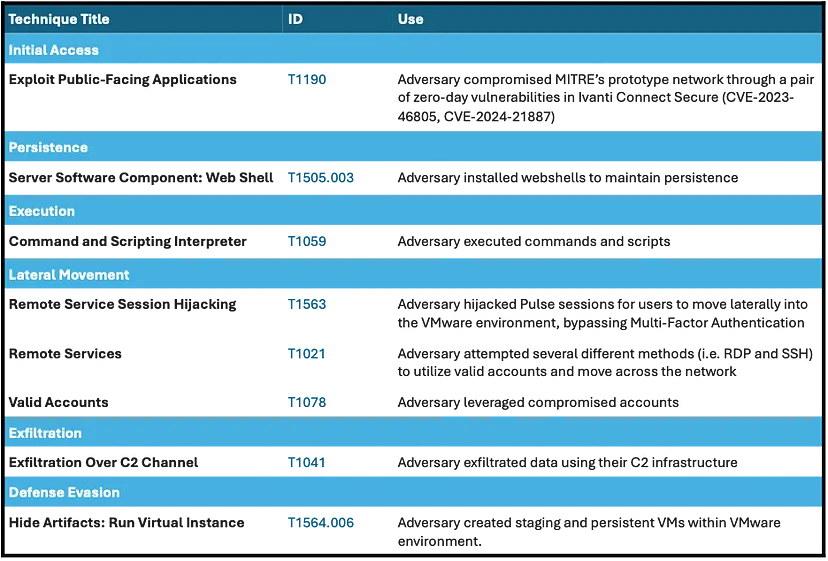 Technique Title ID Use
Initial Access
Exploit Public-Facing Applications T1190 Adversary compromised MITRE’s prototype network through a pair
of zero-day vulnerabilities in Ivanti Connect Secure (CVE-2023-
46805, CVE-2024-21887)
Persistence
Server Software Component: Web Shell T1505.003 Adversary installed webshells to maintain persistence
Execution
Command and Scripting Interpreter T1059 Adversary executed commands and scripts
Lateral Movement
Remote Service Session Hijacking T1563 Adversary hijacked Pulse sessions for users to move laterally into
the VMware environment, bypassing Multi-Factor Authentication
Remote Services T1021 Adversary attempted several different methods (i.e. RDP and SSH)
to utilize valid accounts and move across the network
Valid Accounts T1078 Adversary leveraged compromised accounts
Exfiltration
Exfiltration Over C2 Channel T1041 Adversary exfiltrated data using their C2 infrastructure
Defense Evasion
Hide Artifacts: Run Virtual Instance T1564.006 Adversary created staging and persistent VMs within VMware
environment.